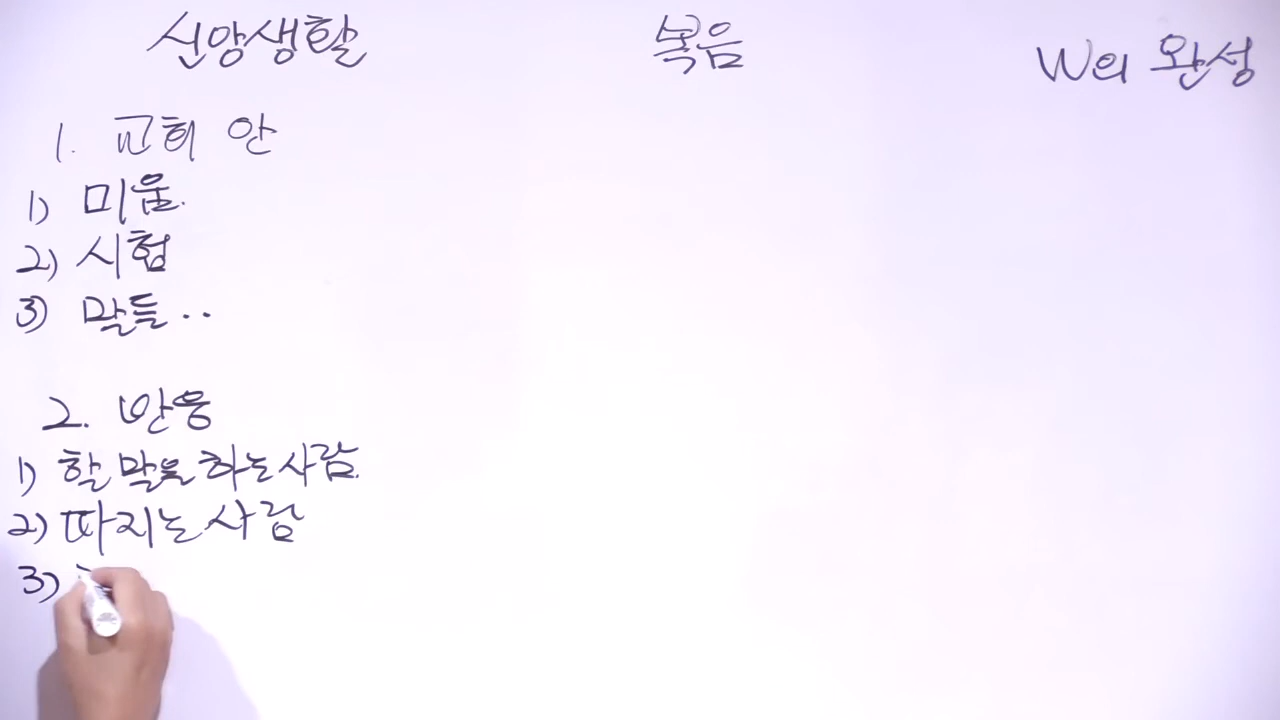 신앙생활
복음
W의 완성
1. 교회 안
1) 미움.
2) 시험
3) 말들..
2. 반응
1) 할 말을 하는 사람.
2) 따지는 사람
3)